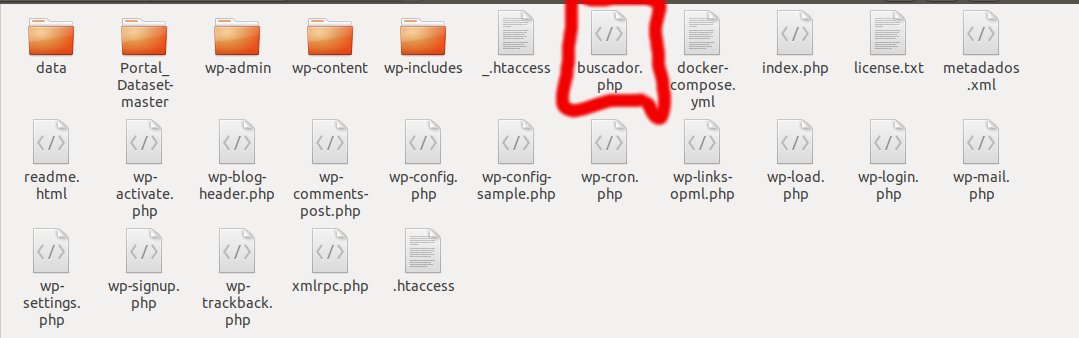 data
Portal_
Dataset-
master
wp-admin
wp-content
wp-includes
_.htaccess
buscador.
php
docker-
compose.
yml
index.php
license.txt
metadados
.xml
readme.
html
wp-
activate.
php
wp-blog-
header.php
wp-
comments-
post.php
wp-config.
php
wp-config-
sample.php
wp-cron.
php
wp-links-
opml.php
wp-load.
php
wp-login.
php
wp-mail.
php
wp-
settings.
php
wp-signup.
php
wp-
trackback.
php
xmlrpc.php
.htaccess